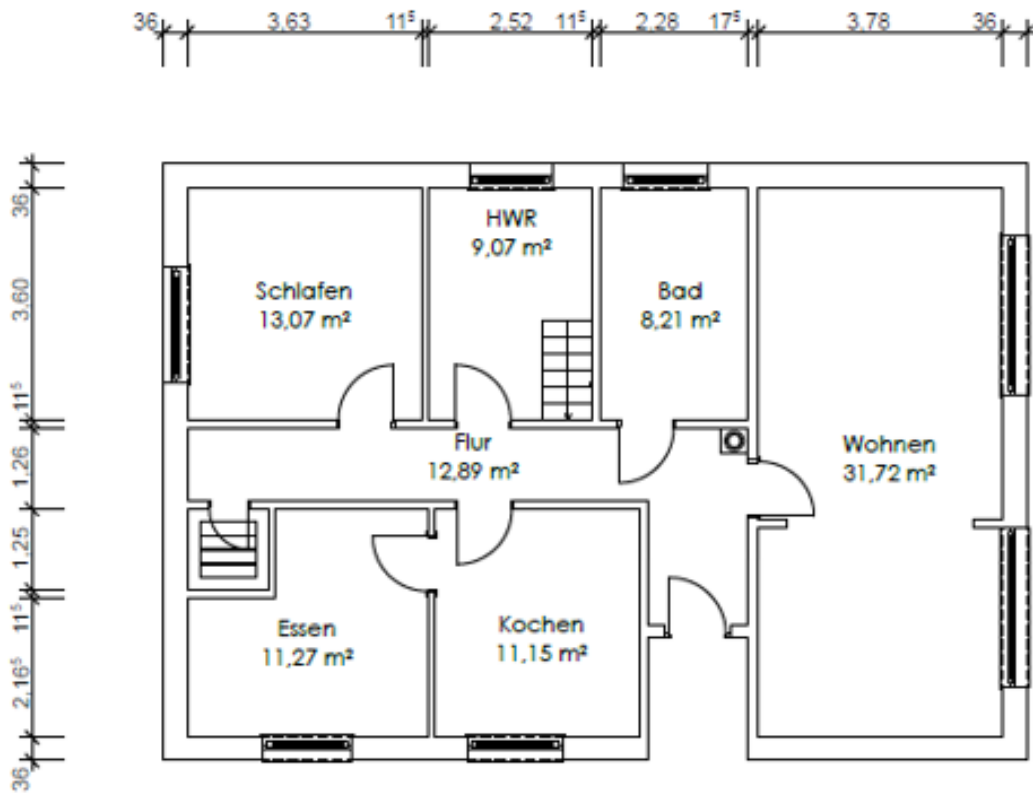 36 3,63 11⁵ 2,52 11⁵ 2,28 17⁵ 3,78 36
36
3,60
11⁵
1,26
1,25
11⁵
2,16⁵
36
HWR
9,07 m²
Schlafen
13,07 m²
Bad
8,21 m²
Flur
12,89 m²
Wohnen
31,72 m²
Essen
11,27 m²
Kochen
11,15 m²